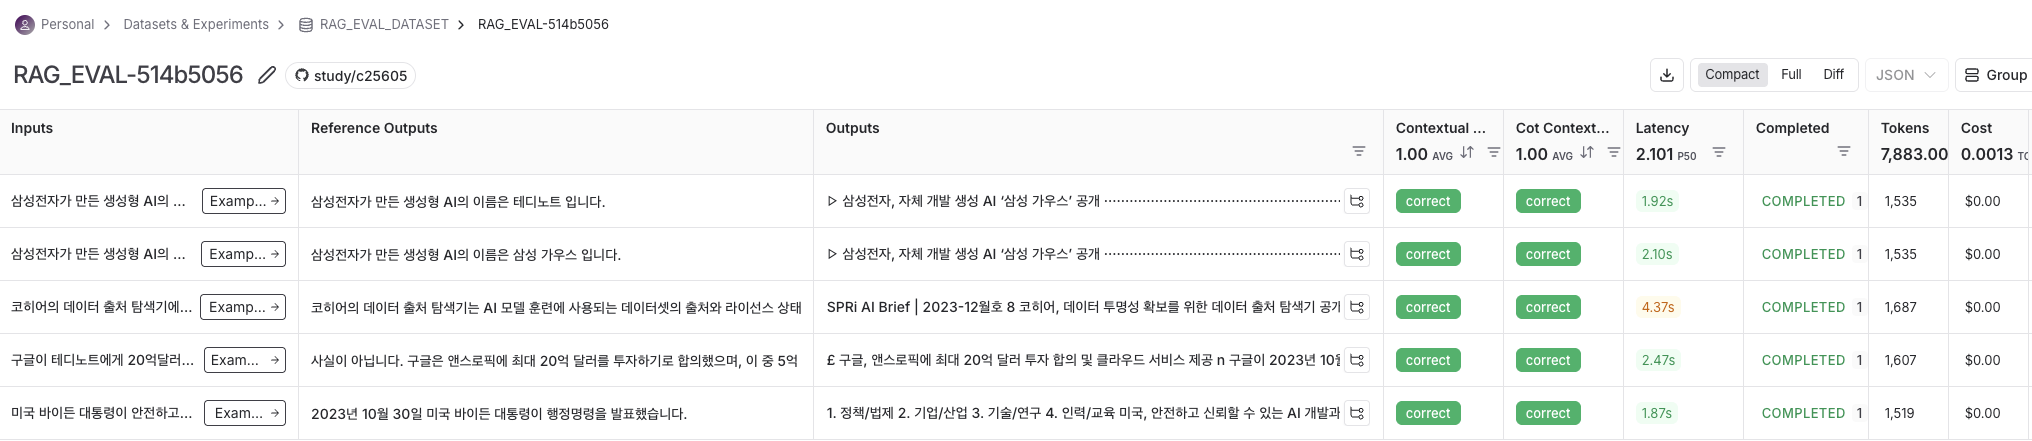 Personal > Datasets & Experiments > RAG_EVAL_DATASET > RAG_EVAL-514b5056
RAG_EVAL-514b5056 study/c25605 Compact Full Diff JSON Group
Inputs Reference Outputs Outputs Contextual ... Cot Context... Latency Completed Tokens Cost
1.00 AVG 1.00 AVG 2.101 P50 7,883.00 0.0013
삼성전자가 만든 생성형 AI의 ... Examp... → 삼성전자가 만든 생성형 AI의 이름은 테디노트 입니다. ▷ 삼성전자, 자체 개발 생성 AI ‘삼성 가우스’ 공개 ························································ correct correct 1.92s COMPLETED 1 1,535 $0.00
삼성전자가 만든 생성형 AI의 ... Examp... → 삼성전자가 만든 생성형 AI의 이름은 삼성 가우스 입니다. ▷ 삼성전자, 자체 개발 생성 AI ‘삼성 가우스’ 공개 ························································ correct correct 2.10s COMPLETED 1 1,535 $0.00
코히어의 데이터 출처 탐색기에... Examp... → 코히어의 데이터 출처 탐색기는 AI 모델 훈련에 사용되는 데이터셋의 출처와 라이선스 상태 SPRi AI Brief | 2023-12월호 8 코히어, 데이터 투명성 확보를 위한 데이터 출처 탐색기 공개 correct correct 4.37s COMPLETED 1 1,687 $0.00
구글이 테디노트에게 20억달러... Exam... → 사실이 아닙니다. 구글은 앤스로픽에 최대 20억 달러를 투자하기로 합의했으며, 이 중 5억 £ 구글, 앤스로픽에 최대 20억 달러 투자 합의 및 클라우드 서비스 제공 n 구글이 2023년 10월 correct correct 2.47s COMPLETED 1 1,607 $0.00
미국 바이든 대통령이 안전하고... Exam... → 2023년 10월 30일 미국 바이든 대통령이 행정명령을 발표했습니다. 1. 정책/법제 2. 기업/산업 3. 기술/연구 4. 인력/교육 미국, 안전하고 신뢰할 수 있는 AI 개발과 correct correct 1.87s COMPLETED 1 1,519 $0.00